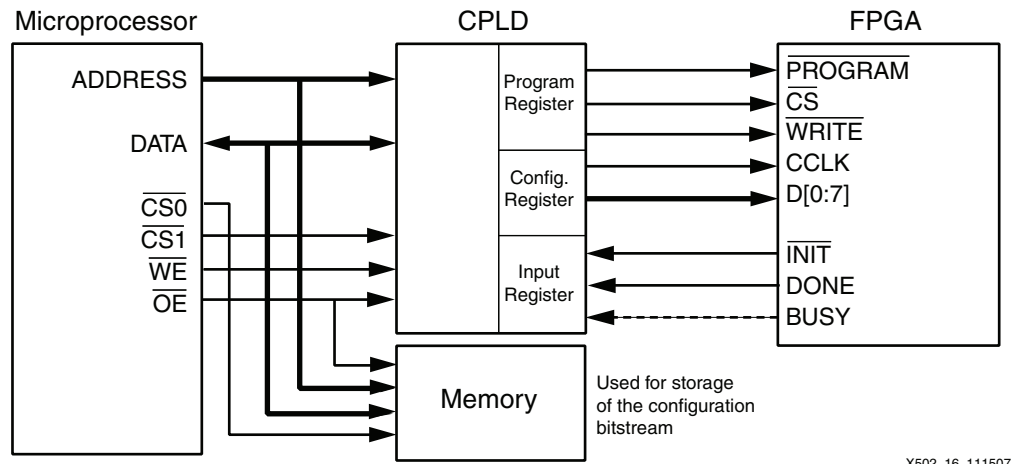 Microprocessor
CPLD
FPGA
ADDRESS
DATA
CS0
CS1
WE
OE
Program
Register
Config.
Register
Input
Register
PROGRAM
CS
WRITE
CCLK
D[0:7]
INIT
DONE
BUSY
Memory
Used for storage
of the configuration
bitstream
X502_16_111507